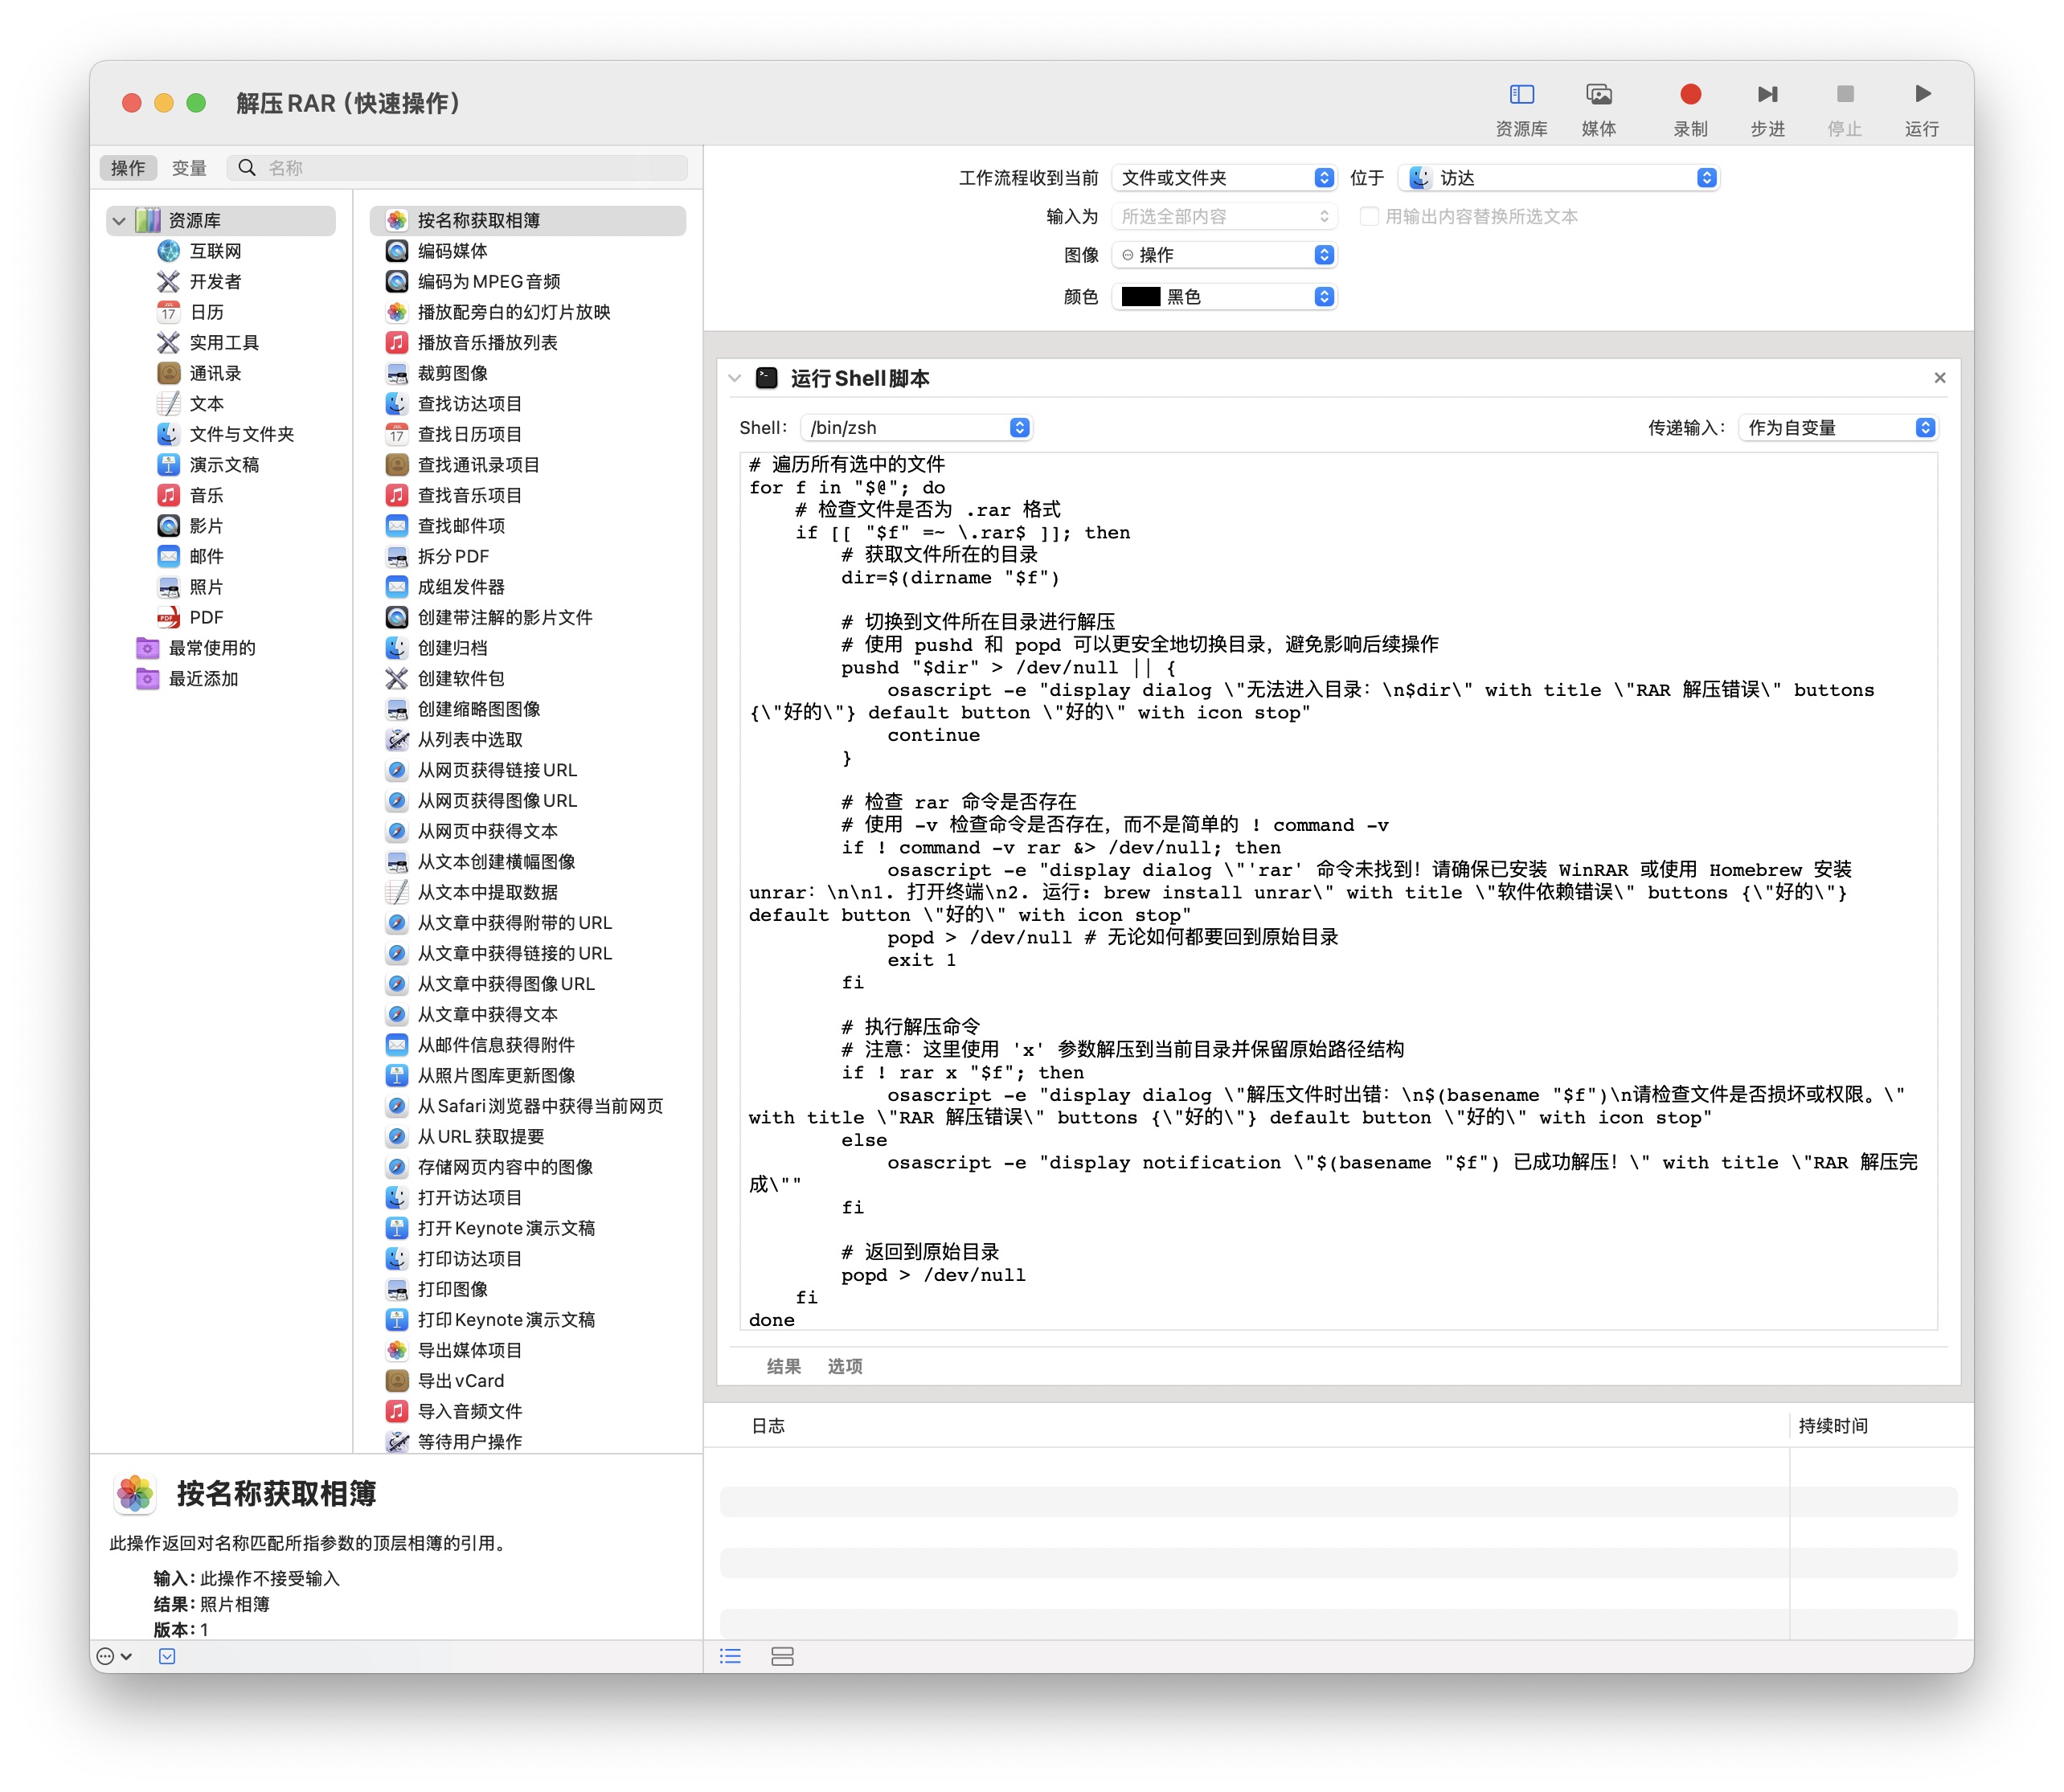 解压 RAR（快速操作）
资源库
媒体
录制
步进
停止
运行
操作
变量
名称
资源库
互联网
开发者
日历
实用工具
通讯录
文本
文件与文件夹
演示文稿
音乐
影片
邮件
照片
PDF
最常使用的
最近添加
按名称获取相簿
编码媒体
编码为 MPEG 音频
播放配旁白的幻灯片放映
播放音乐播放列表
裁剪图像
查找访达项目
查找日历项目
查找通讯录项目
查找音乐项目
查找邮件项
拆分 PDF
成组发件器
创建带注解的影片文件
创建归档
创建软件包
创建缩略图图像
从列表中选取
从网页获得链接 URL
从网页获得图像 URL
从网页中获得文本
从文本创建横幅图像
从文本中提取数据
从文章中获得附带的 URL
从文章中获得链接的 URL
从文章中获得图像 URL
从文章中获得文本
从邮件信息获得附件
从照片图库更新图像
从 Safari 浏览器中获得当前网页
从 URL 获取提要
存储网页内容中的图像
打开访达项目
打开 Keynote 演示文稿
打印访达项目
打印图像
打印 Keynote 演示文稿
导出媒体项目
导出 vCard
导入音频文件
等待用户操作
按名称获取相簿
此操作返回对名称匹配所指参数的顶层相簿的引用。
输入：此操作不接受输入
结果：照片相簿
版本：1
工作流程收到当前 文件或文件夹 位于 访达
输入为 所选全部内容 用输出内容替换所选文本
图像 操作
颜色 黑色
运行 Shell 脚本
Shell： /bin/zsh 传递输入： 作为自变量
# 遍历所有选中的文件
for f in "$@"; do
    # 检查文件是否为 .rar 格式
    if [[ "$f" =~ \.rar$ ]]; then
        # 获取文件所在的目录
        dir=$(dirname "$f")
        # 切换到文件所在目录进行解压
        # 使用 pushd 和 popd 可以更安全地切换目录，避免影响后续操作
        pushd "$dir" > /dev/null || {
            osascript -e "display dialog \"无法进入目录：\n$dir\" with title \"RAR 解压错误\" buttons
{\"好的\"} default button \"好的\" with icon stop"
            continue
        }
        # 检查 rar 命令是否存在
        # 使用 -v 检查命令是否存在，而不是简单的 ! command -v
        if ! command -v rar &> /dev/null; then
            osascript -e "display dialog \"'rar' 命令未找到！请确保已安装 WinRAR 或使用 Homebrew 安装
unrar：\n\n1. 打开终端\n2. 运行: brew install unrar\" with title \"软件依赖错误\" buttons {\"好的\"}
default button \"好的\" with icon stop"
            popd > /dev/null # 无论如何都要回到原始目录
            exit 1
        fi
        # 执行解压命令
        # 注意：这里使用 'x' 参数解压到当前目录并保留原始路径结构
        if ! rar x "$f"; then
            osascript -e "display dialog \"解压文件时出错：\n$(basename "$f")\n请检查文件是否损坏或权限。\"
with title \"RAR 解压错误\" buttons {\"好的\"} default button \"好的\" with icon stop"
        else
            osascript -e "display notification \"$(basename "$f") 已成功解压！\" with title \"RAR 解压完
成\""
        fi
        # 返回到原始目录
        popd > /dev/null
    fi
done
结果 选项
日志
持续时间